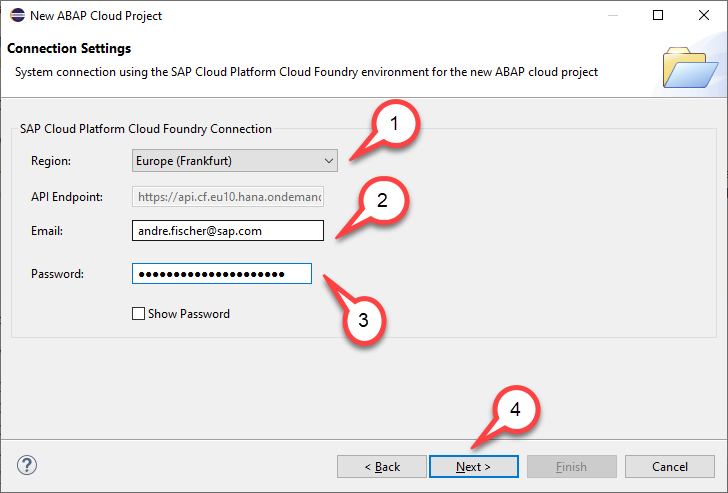 New ABAP Cloud Project
Connection Settings
System connection using the SAP Cloud Platform Cloud Foundry environment for the new ABAP cloud project
SAP Cloud Platform Cloud Foundry Connection
1
Region: Europe (Frankfurt)
API Endpoint: https://api.cf.eu10.hana.ondemand
2
Email: andre.fischer@sap.com
Password: ●●●●●●●●●●●●●●●●●●●●●
3
Show Password
4
? < Back Next > Finish Cancel